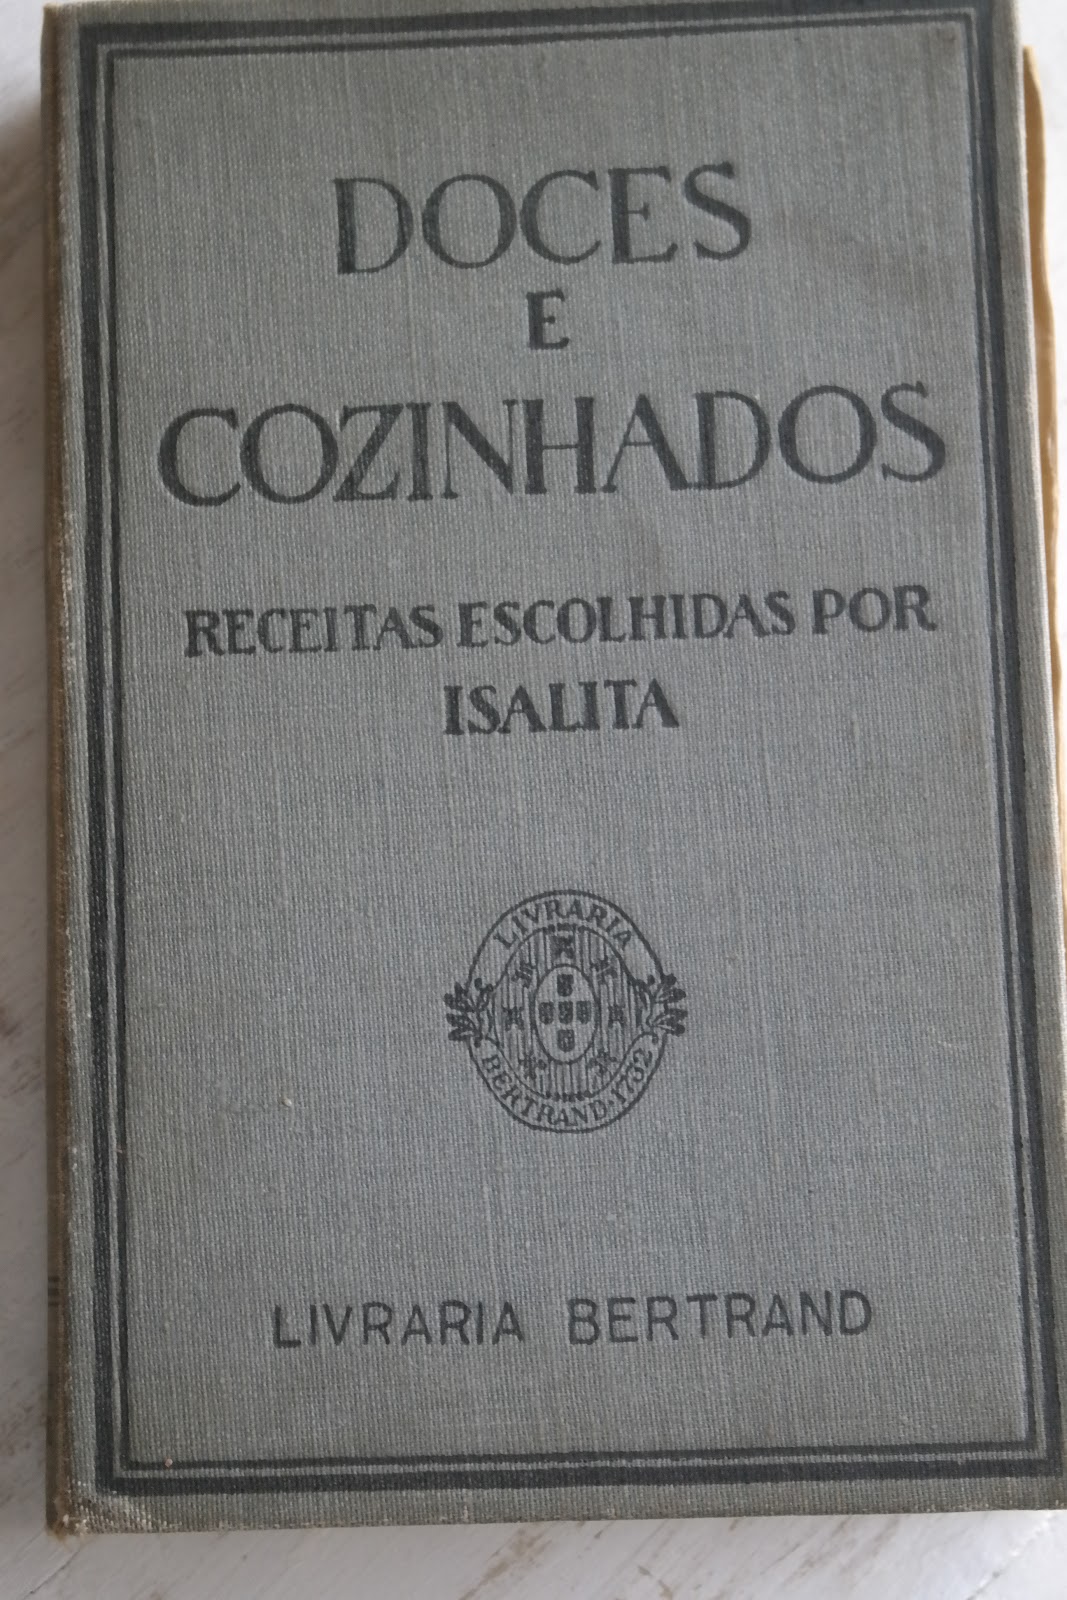 DOCES
E
COZINHADOS
RECEITAS ESCOLHIDAS POR
ISALITA
LIVRARIA
BERTRAND·1732
LIVRARIA BERTRAND